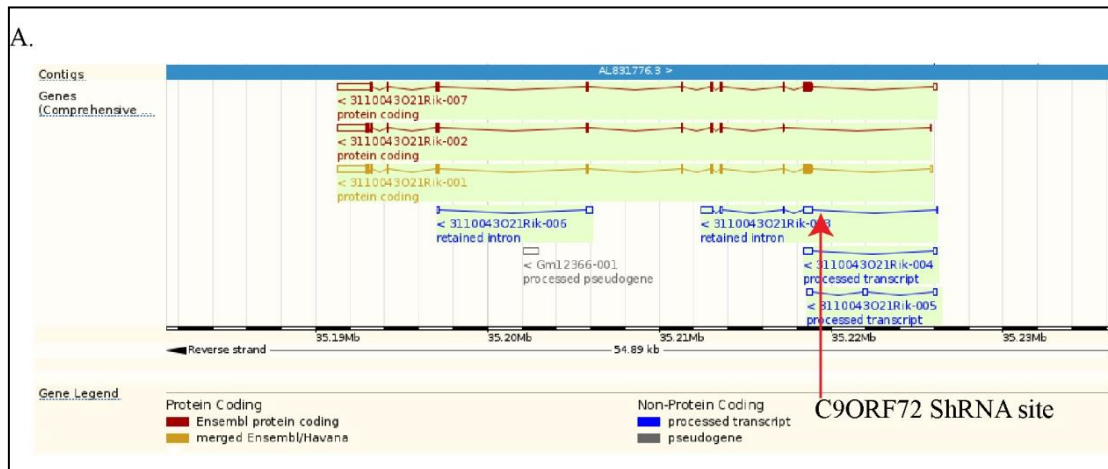 A.
Contigs
AL831776.3 >
Genes
(Comprehensive ...
< 3110043O21Rik-007
protein coding
< 3110043O21Rik-002
protein coding
< 3110043O21Rik-001
protein coding
< 3110043O21Rik-006
retained intron
retained intron
< Gm12366-001
processed pseudogene
< 3110043O21Rik-004
processed transcript
< 3110043O21Rik-005
processed transcript
35.19Mb 35.20Mb 35.21Mb 35.22Mb 35.23Mb
Reverse strand 54.89 kb
Gene Legend
Protein Coding
Ensembl protein coding
merged Ensembl/Havana
Non-Protein Coding
processed transcript
pseudogene
C9ORF72 ShRNA site